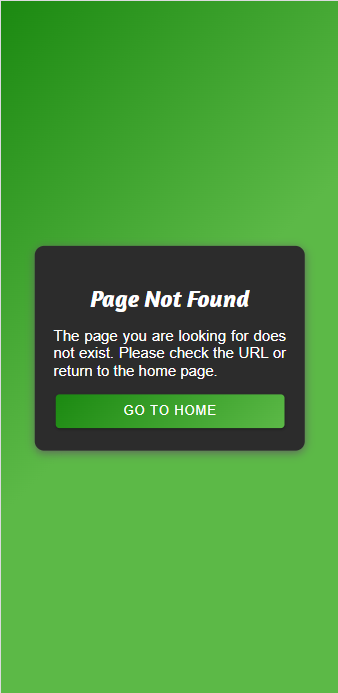 Page Not Found
The page you are looking for does
not exist. Please check the URL or
return to the home page.
GO TO HOME